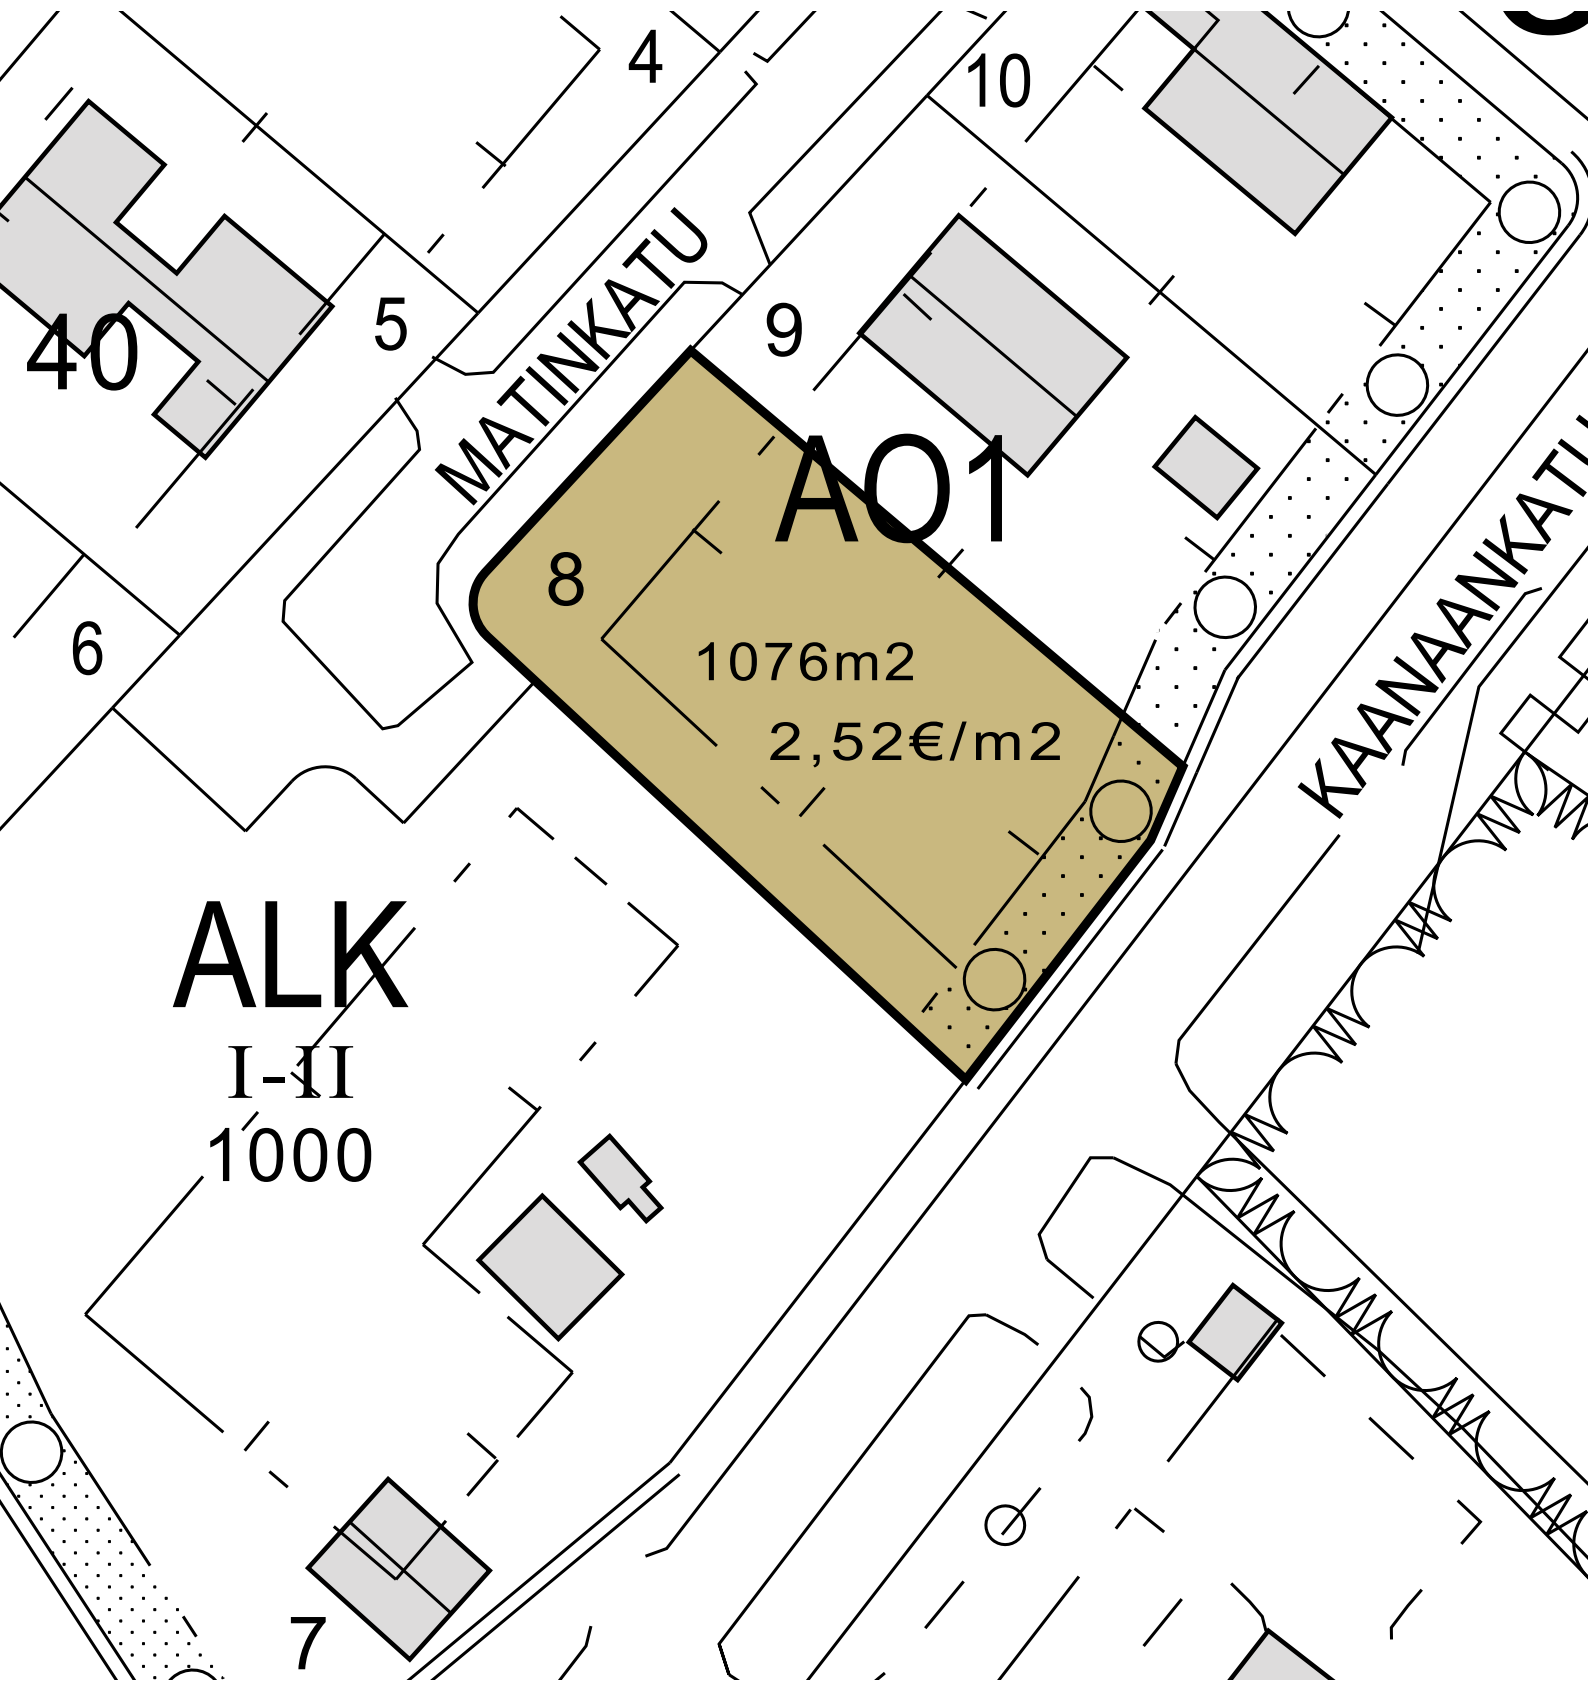 4
10
MATINKATU
5
9
40
AO1
8
6
1076m2
2,52€/m2
KAANAANKATU
ALK
I-II
1000
7